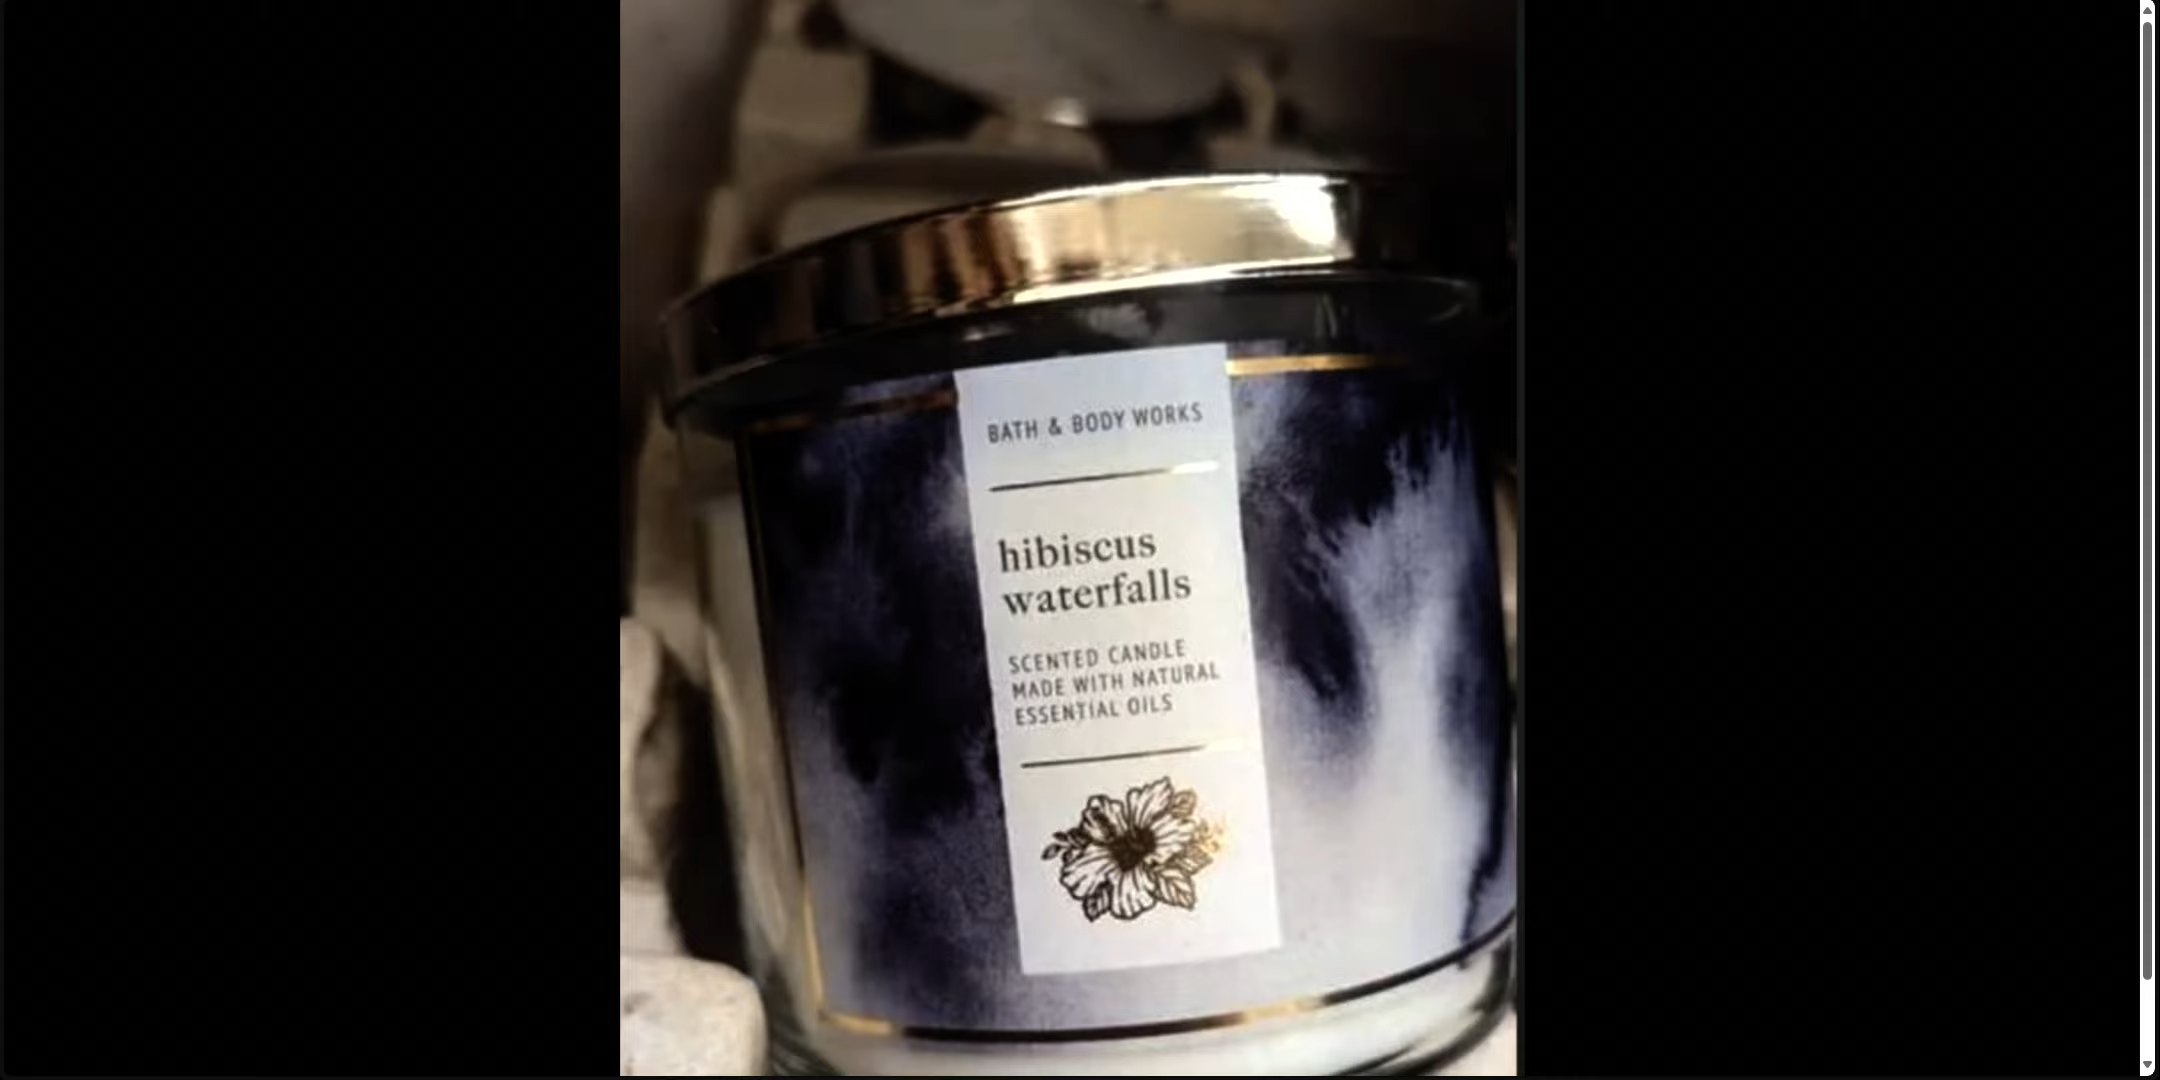 BATH & BODY WORKS
hibiscus
waterfalls
SCENTED CANDLE
MADE WITH NATURAL
ESSENTIAL OILS